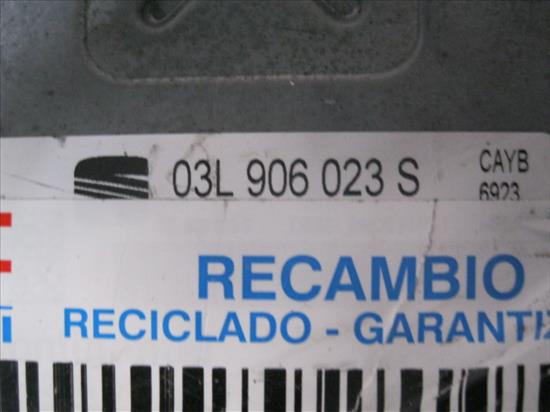 03L 906 023 S
CAYB
6923
RECAMBIO
RECICLADO - GARANTI